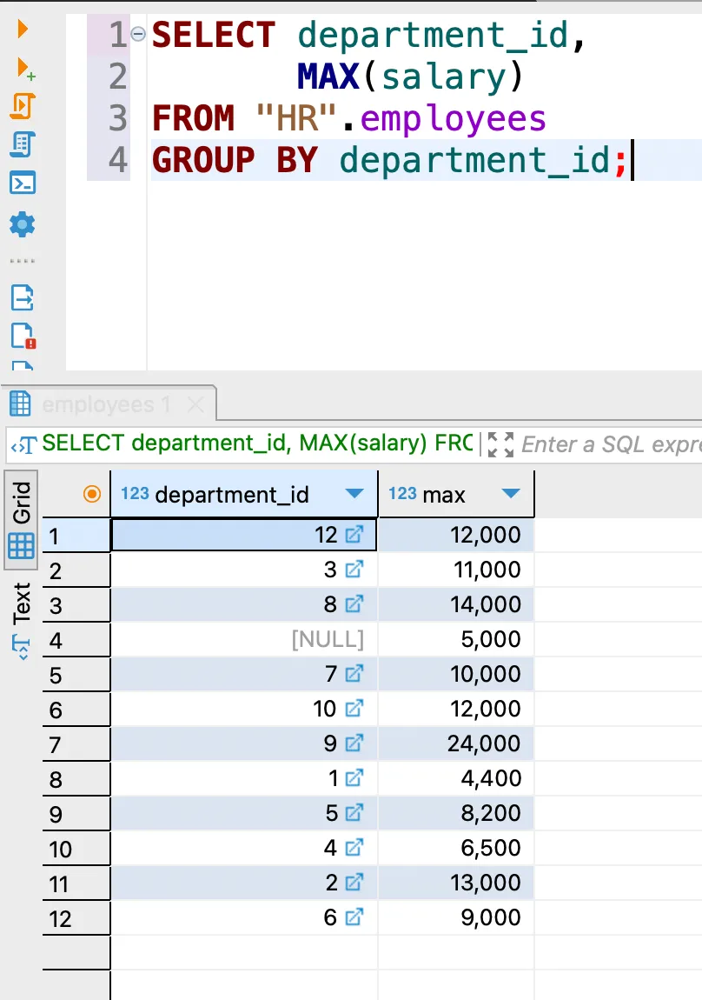 1 SELECT department_id,
2 MAX(salary)
3 FROM "HR".employees
4 GROUP BY department_id;
employees 1
SELECT department_id, MAX(salary) FRO
Enter a SQL expre
Grid
Text
123 department_id 123 max
1 12 12,000
2 3 11,000
3 8 14,000
4 [NULL] 5,000
5 7 10,000
6 10 12,000
7 9 24,000
8 1 4,400
9 5 8,200
10 4 6,500
11 2 13,000
12 6 9,000